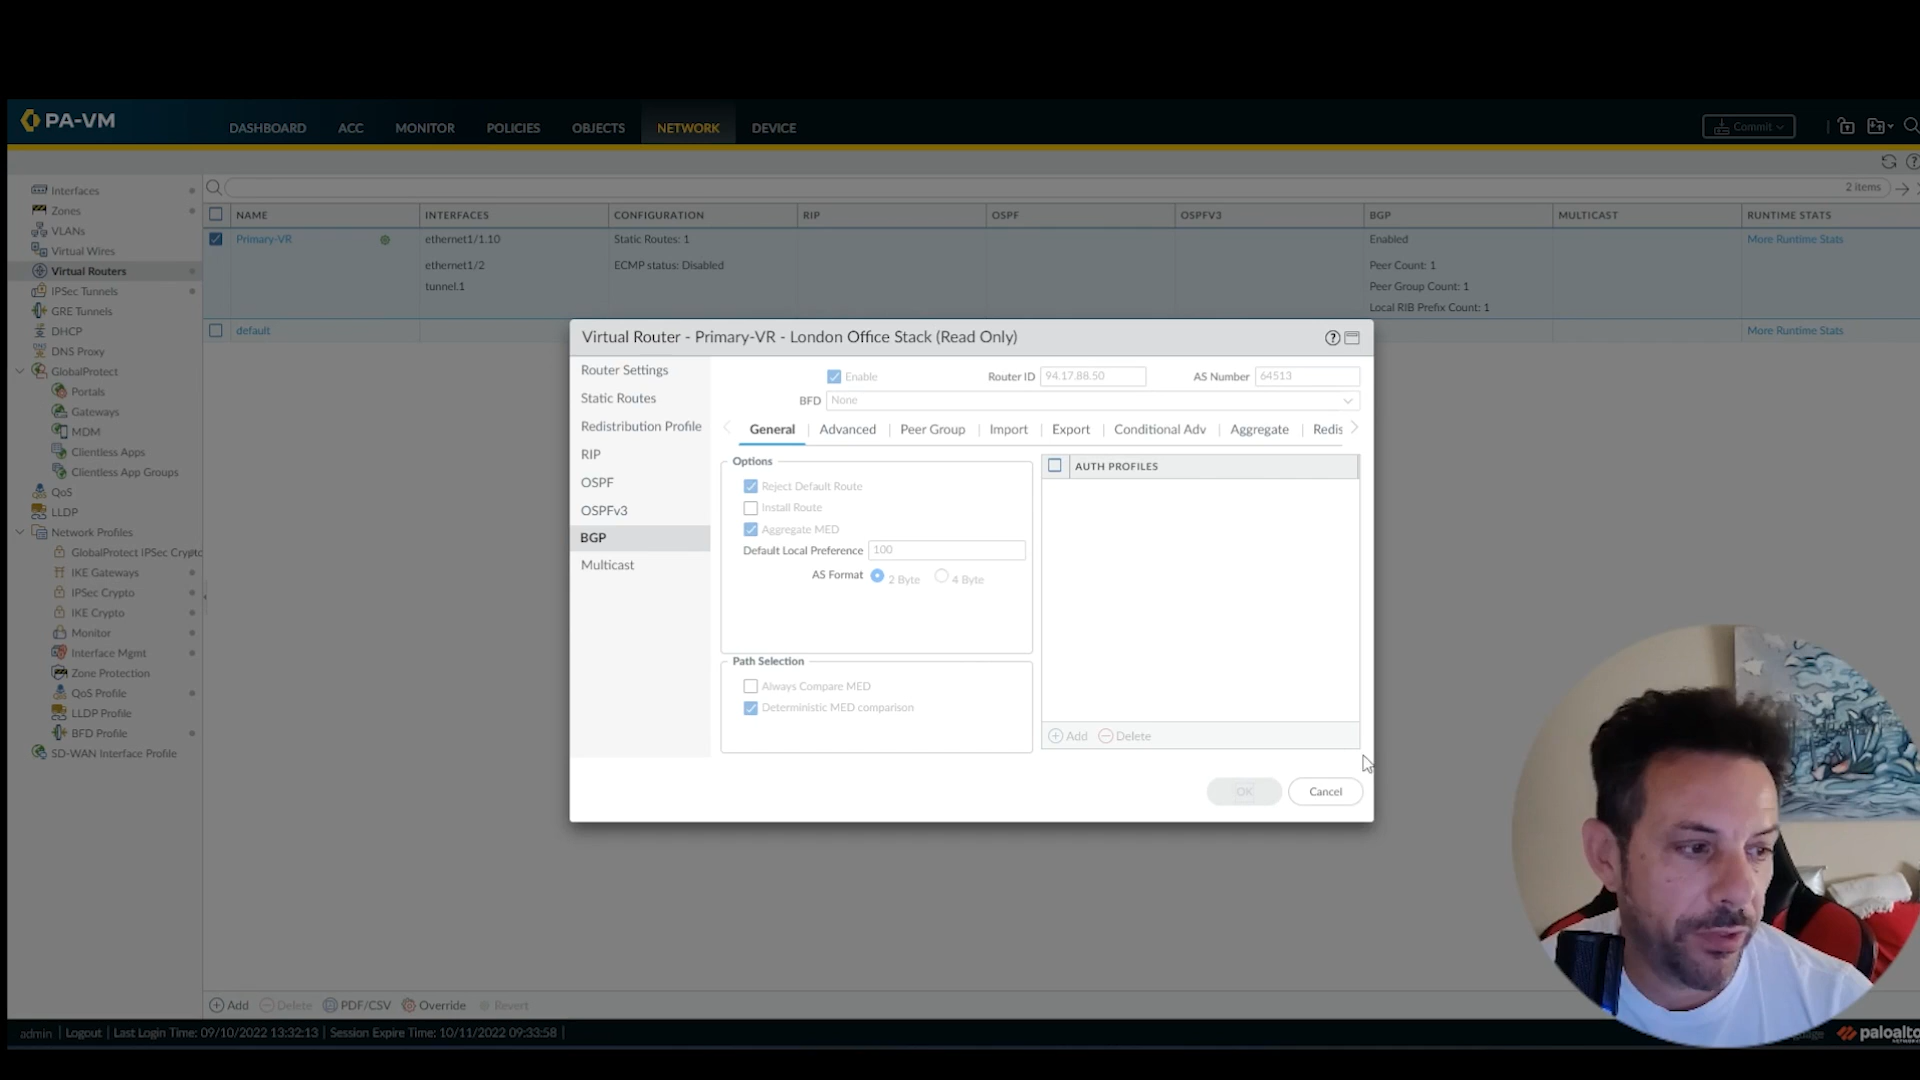 PA-VM
DASHBOARD ACC MONITOR POLICIES OBJECTS NETWORK DEVICE
Commit
2 items
NAME INTERFACES CONFIGURATION RIP OSPF OSPFV3 BGP MULTICAST RUNTIME STATS
Primary-VR ethernet1/1.10 Static Routes: 1 Enabled More Runtime Stats
ethernet1/2 ECMP status: Disabled Peer Count: 1
tunnel.1 Peer Group Count: 1
Local RIB Prefix Count: 1
default More Runtime Stats
Interfaces
Zones
VLANs
Virtual Wires
Virtual Routers
IPSec Tunnels
GRE Tunnels
DHCP
DNS Proxy
GlobalProtect
Portals
Gateways
MDM
Clientless Apps
Clientless App Groups
QoS
LLDP
Network Profiles
GlobalProtect IPSec Crypto
IKE Gateways
IPSec Crypto
IKE Crypto
Monitor
Interface Mgmt
Zone Protection
QoS Profile
LLDP Profile
BFD Profile
SD-WAN Interface Profile
Virtual Router - Primary-VR - London Office Stack (Read Only)
Router Settings
Static Routes
Redistribution Profile
RIP
OSPF
OSPFv3
BGP
Multicast
Enable Router ID 94.17.88.50 AS Number 64513
BFD None
General Advanced Peer Group Import Export Conditional Adv Aggregate Redis
Options
Reject Default Route
Install Route
Aggregate MED
Default Local Preference 100
AS Format 2 Byte 4 Byte
Path Selection
Always Compare MED
Deterministic MED comparison
AUTH PROFILES
Add Delete
OK Cancel
Add Delete PDF/CSV Override Revert
admin | Logout | Last Login Time: 09/10/2022 13:32:13 | Session Expire Time: 10/11/2022 09:33:58 |
paloalto